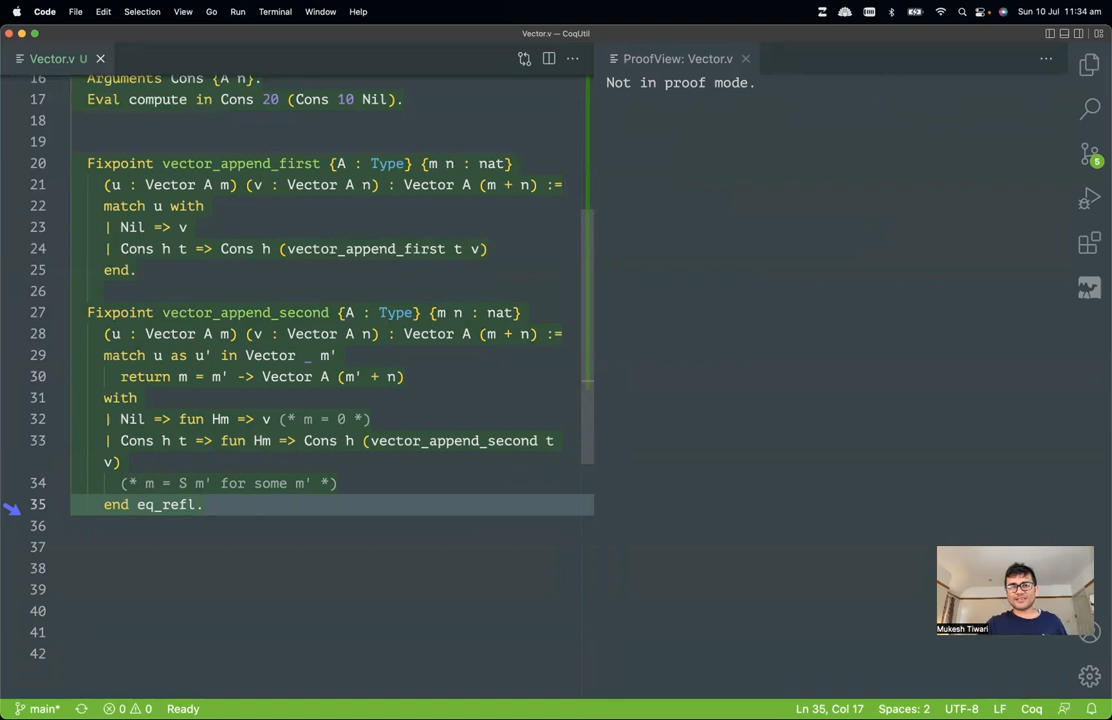 Code File Edit Selection View Go Run Terminal Window Help Sun 10 Jul 11:34 am
Vector.v — CoqUtil
Vector.v U
ProofView: Vector.v
Not in proof mode.
16 Arguments Cons {A n}.
17 Eval compute in Cons 20 (Cons 10 Nil).
18
19
20 Fixpoint vector_append_first {A : Type} {m n : nat}
21 (u : Vector A m) (v : Vector A n) : Vector A (m + n) :=
22 match u with
23 | Nil => v
24 | Cons h t => Cons h (vector_append_first t v)
25 end.
26
27 Fixpoint vector_append_second {A : Type} {m n : nat}
28 (u : Vector A m) (v : Vector A n) : Vector A (m + n) :=
29 match u as u' in Vector _ m'
30 return m = m' -> Vector A (m' + n)
31 with
32 | Nil => fun Hm => v (* m = 0 *)
33 | Cons h t => fun Hm => Cons h (vector_append_second t
v)
34 (* m = S m' for some m' *)
35 end eq_refl.
36
37
38
39
40
41
42
5
Mukesh Tiwari
main* 0 0 Ready Ln 35, Col 17 Spaces: 2 UTF-8 LF Coq